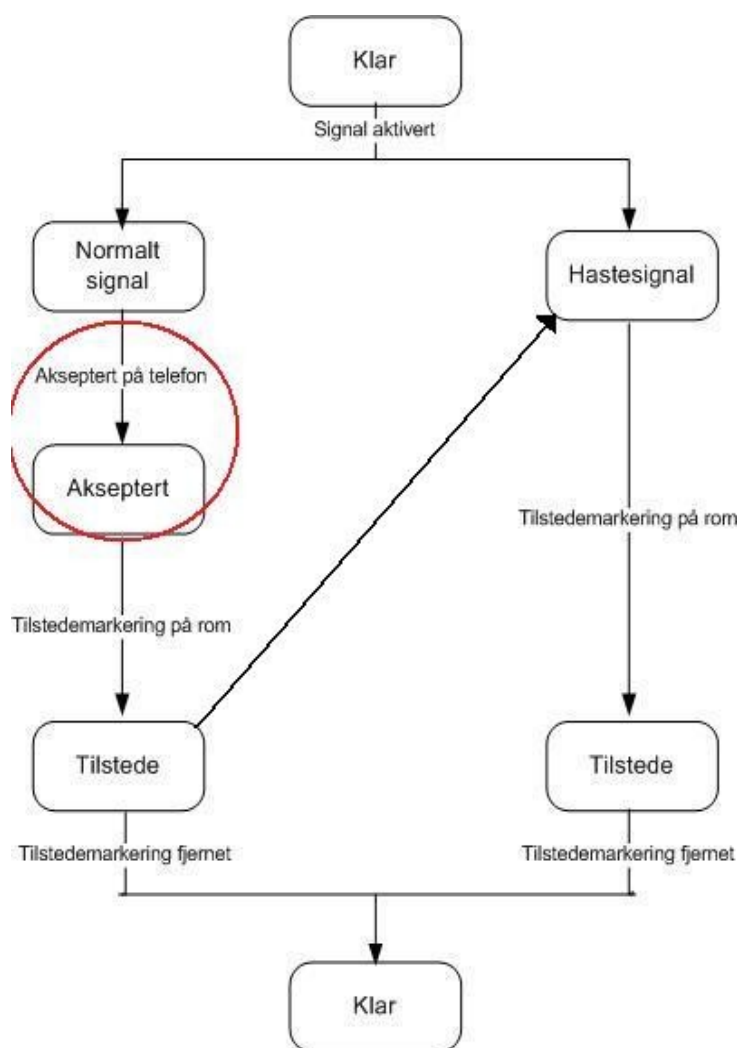 Klar
Signal aktivert
Normalt
signal
Hastesignal
Akseptert på telefon
Akseptert
Tilstedemarkering på rom
Tilstedemarkering på rom
Tilstede
Tilstede
Tilstedemarkering fjernet
Tilstedemarkering fjernet
Klar